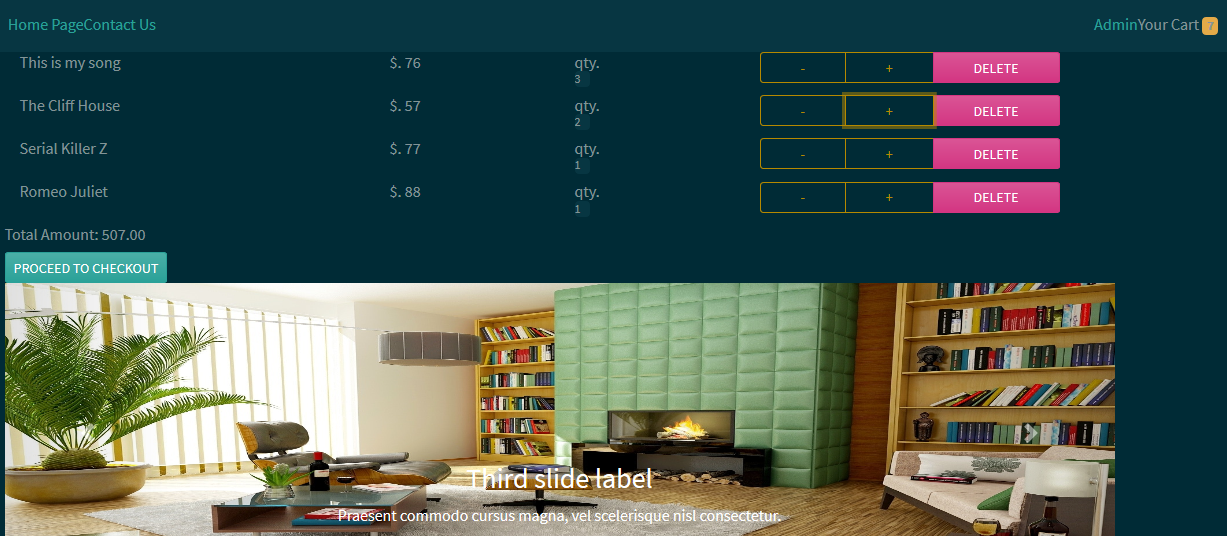 Home PageContact Us AdminYour Cart 7
This is my song $. 76 qty. - + DELETE
3
The Cliff House $. 57 qty. - + DELETE
2
Serial Killer Z $. 77 qty. - + DELETE
1
Romeo Juliet $. 88 qty. - + DELETE
1
Total Amount: 507.00
PROCEED TO CHECKOUT
Third slide label
Praesent commodo cursus magna, vel scelerisque nisl consectetur.